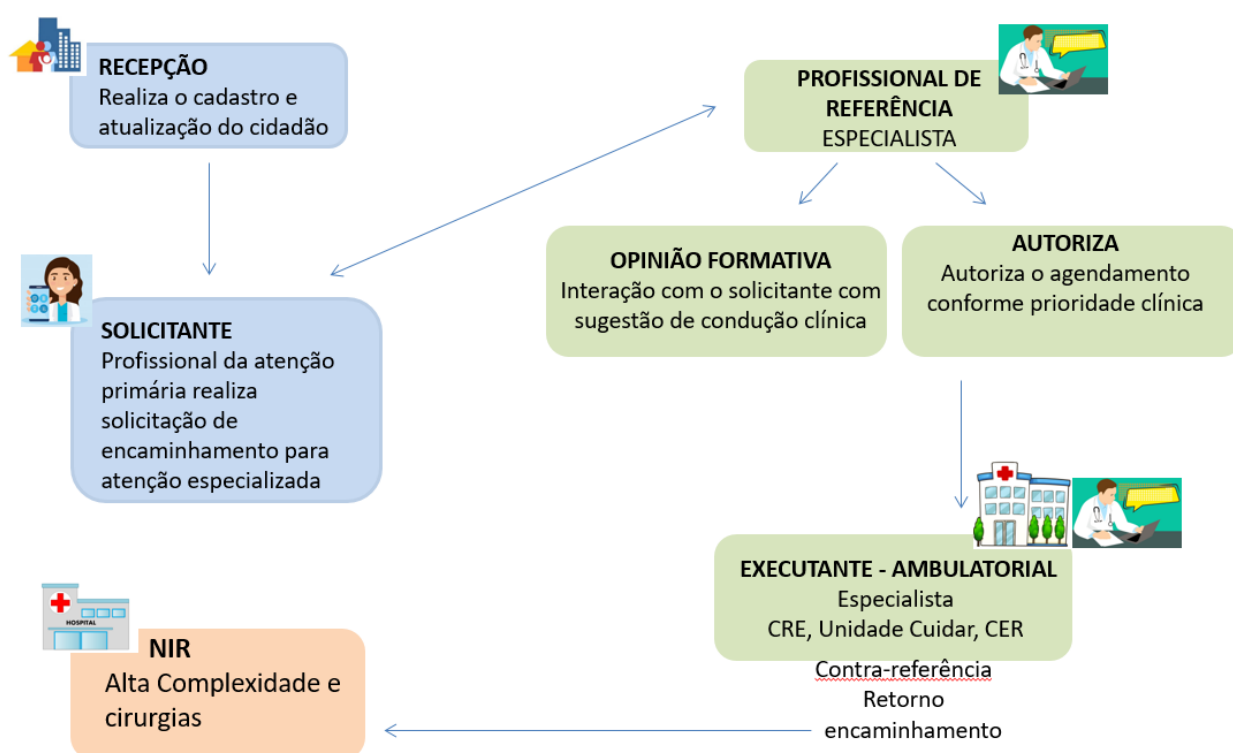 RECEPÇÃO
Realiza o cadastro e
atualização do cidadão
PROFISSIONAL DE
REFERÊNCIA
ESPECIALISTA
OPINIÃO FORMATIVA
Interação com o solicitante com
sugestão de condução clínica
AUTORIZA
Autoriza o agendamento
conforme prioridade clínica
SOLICITANTE
Profissional da atenção
primária realiza
solicitação de
encaminhamento para
atenção especializada
EXECUTANTE - AMBULATORIAL
Especialista
CRE, Unidade Cuidar, CER
Contra-referência
Retorno
encaminhamento
HOSPITAL
NIR
Alta Complexidade e
cirurgias